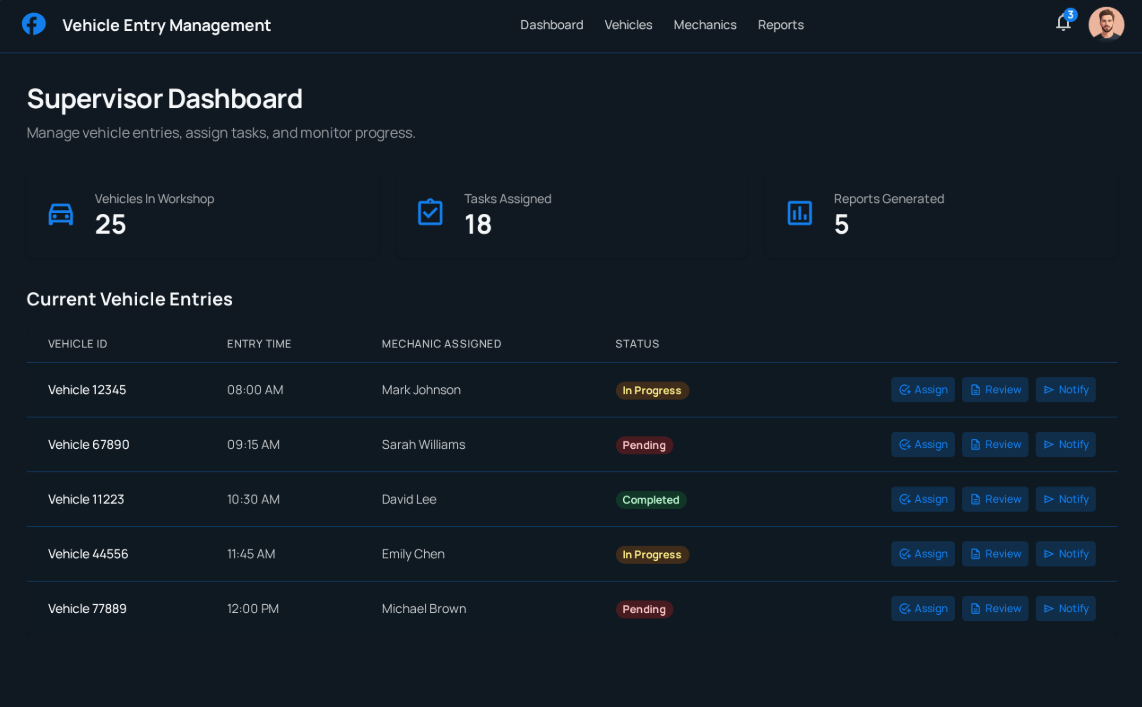 Vehicle Entry Management Dashboard Vehicles Mechanics Reports 3
Supervisor Dashboard
Manage vehicle entries, assign tasks, and monitor progress.
Vehicles In Workshop
25
Tasks Assigned
18
Reports Generated
5
Current Vehicle Entries
VEHICLE ID ENTRY TIME MECHANIC ASSIGNED STATUS
Vehicle 12345 08:00 AM Mark Johnson In Progress Assign Review Notify
Vehicle 67890 09:15 AM Sarah Williams Pending Assign Review Notify
Vehicle 11223 10:30 AM David Lee Completed Assign Review Notify
Vehicle 44556 11:45 AM Emily Chen In Progress Assign Review Notify
Vehicle 77889 12:00 PM Michael Brown Pending Assign Review Notify